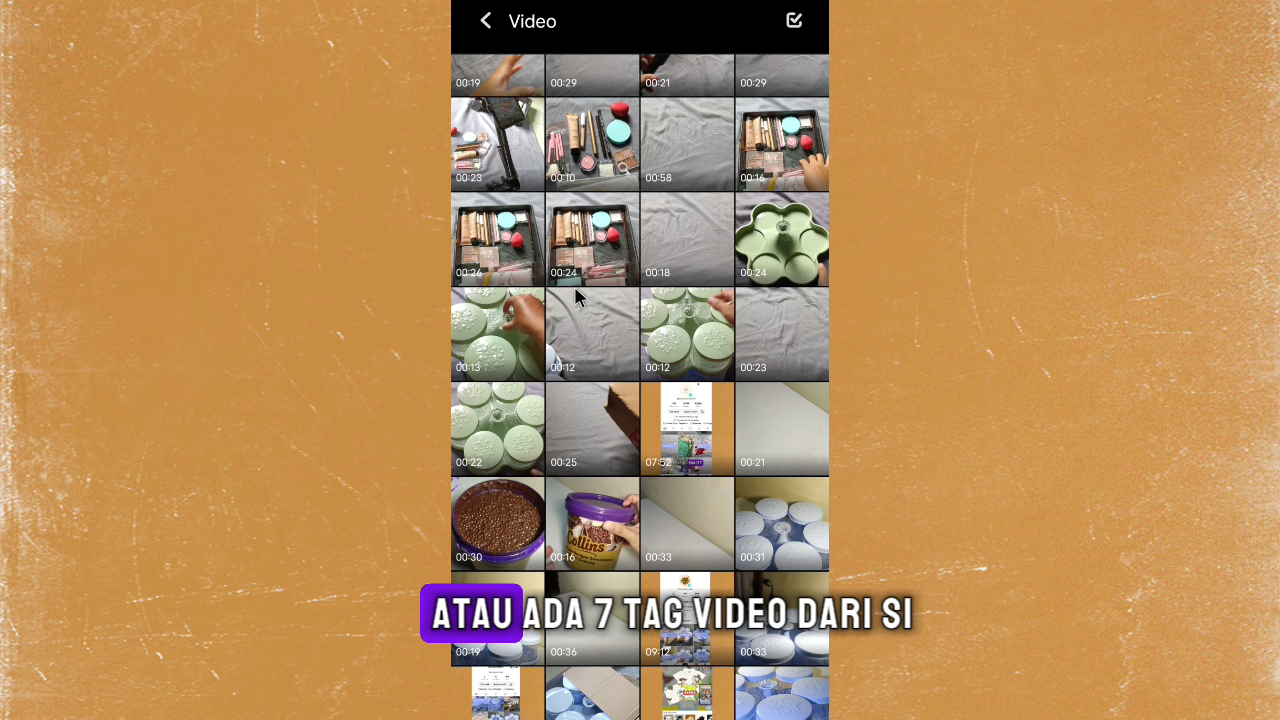 Video
00:19 00:29 00:21 00:29
00:23 00:10 00:58 00:16
00:26 00:24 00:18 00:24
00:13 00:12 00:12 00:23
00:22 00:25 07:52 00:21
Collins
00:30 00:16 00:33 00:31
ATAU ADA 7 TAG VIDEO DARI SI
00:19 00:36 09:12 00:33